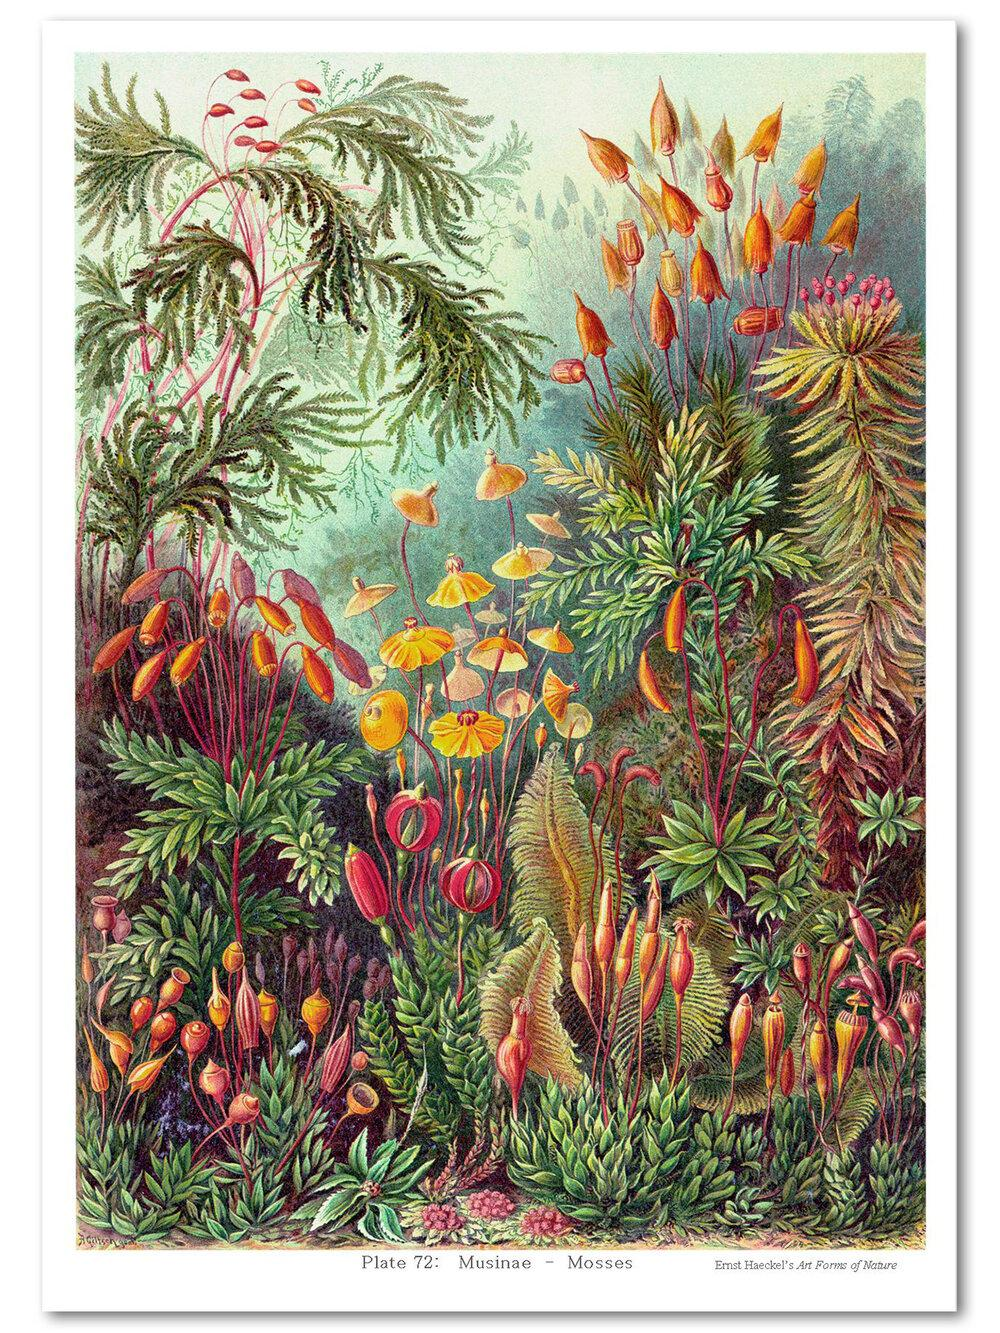 Plate 72: Musinae - Mosses
Ernst Haeckel's Art Forms of Nature